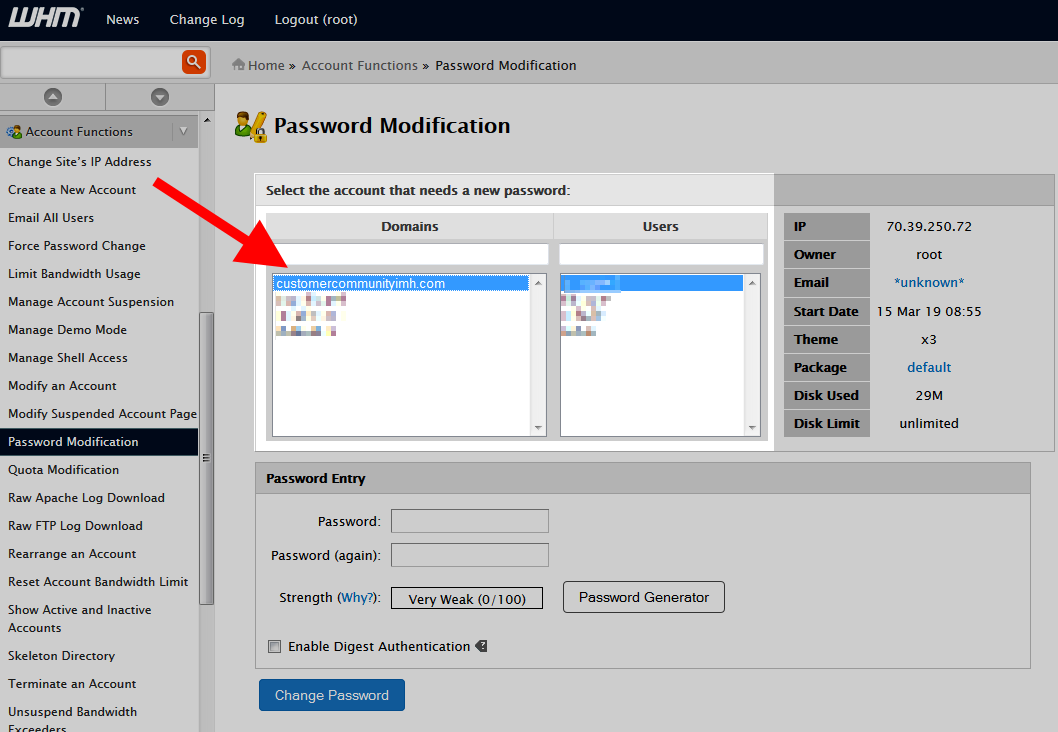 WHM News Change Log Logout (root)
Home » Account Functions » Password Modification
Account Functions
Change Site's IP Address
Create a New Account
Email All Users
Force Password Change
Limit Bandwidth Usage
Manage Account Suspension
Manage Demo Mode
Manage Shell Access
Modify an Account
Modify Suspended Account Page
Password Modification
Quota Modification
Raw Apache Log Download
Raw FTP Log Download
Rearrange an Account
Reset Account Bandwidth Limit
Show Active and Inactive
Accounts
Skeleton Directory
Terminate an Account
Unsuspend Bandwidth
Exceeders
Password Modification
Select the account that needs a new password:
Domains Users
customercommunityimh.com
IP 70.39.250.72
Owner root
Email *unknown*
Start Date 15 Mar 19 08:55
Theme x3
Package default
Disk Used 29M
Disk Limit unlimited
Password Entry
Password:
Password (again):
Strength (Why?): Very Weak (0/100) Password Generator
Enable Digest Authentication ?
Change Password